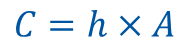 C = h × A